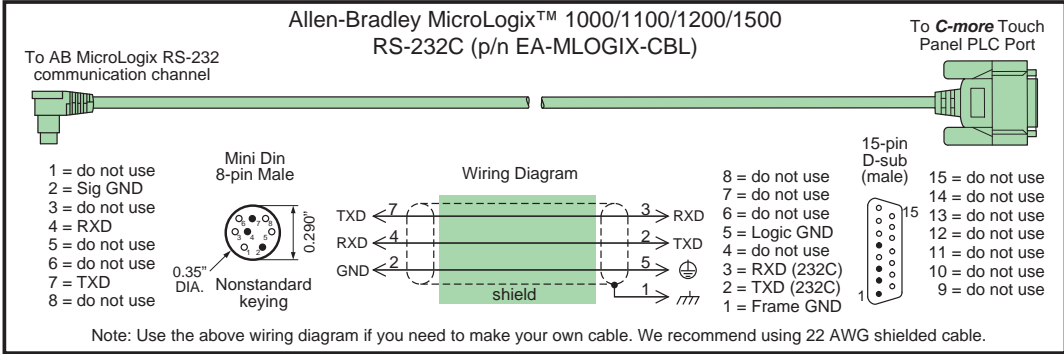 Allen-Bradley MicroLogix™ 1000/1100/1200/1500
RS-232C (p/n EA-MLOGIX-CBL)
To AB MicroLogix RS-232
communication channel
To C-more Touch
Panel PLC Port
1 = do not use
2 = Sig GND
3 = do not use
4 = RXD
5 = do not use
6 = do not use
7 = TXD
8 = do not use
Mini Din
8-pin Male
6 7 8
3 4 5
1 2
0.290"
0.35"
DIA.
Nonstandard
keying
Wiring Diagram
TXD 7 3 RXD
RXD 4 2 TXD
GND 2 5
1
shield
8 = do not use
7 = do not use
6 = do not use
5 = Logic GND
4 = do not use
3 = RXD (232C)
2 = TXD (232C)
1 = Frame GND
15-pin
D-sub
(male)
15
1
15 = do not use
14 = do not use
13 = do not use
12 = do not use
11 = do not use
10 = do not use
9 = do not use
Note: Use the above wiring diagram if you need to make your own cable. We recommend using 22 AWG shielded cable.